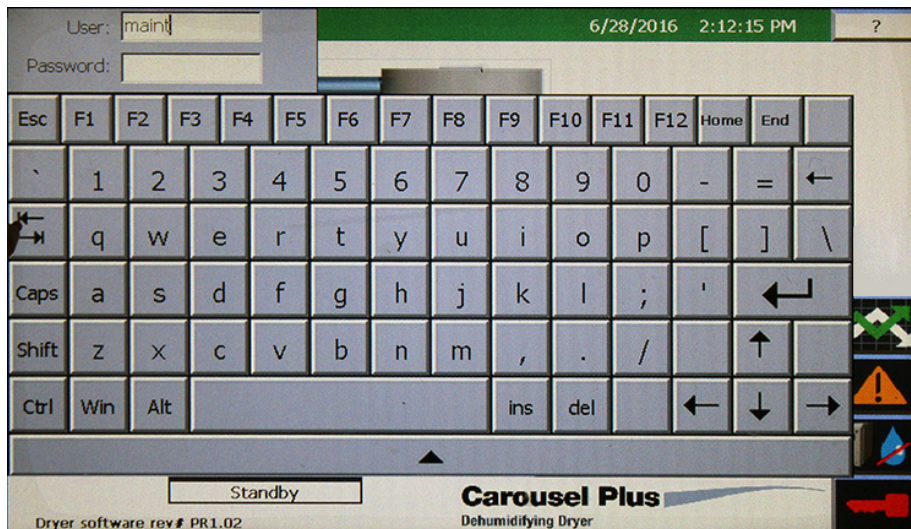 User: maint
6/28/2016 2:12:15 PM ?
Password:
Esc F1 F2 F3 F4 F5 F6 F7 F8 F9 F10 F11 F12 Home End
` 1 2 3 4 5 6 7 8 9 0 - = ←
q w e r t y u i o p [ ] \
Caps a s d f g h j k l ; '
Shift z x c v b n m , . / ↑
Ctrl Win Alt ins del ← ↓ →
Standby
Carousel Plus
Dryer software rev# PR1.02
Dehumidifying Dryer